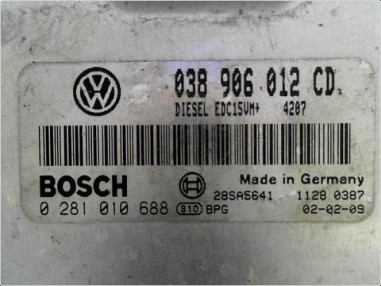 038 906 012 CD
DIESEL EDC15VM+ 4207
BOSCH
Made in Germany
28SA5641 1128 0387
0 281 010 688 810 BPG 02-02-09